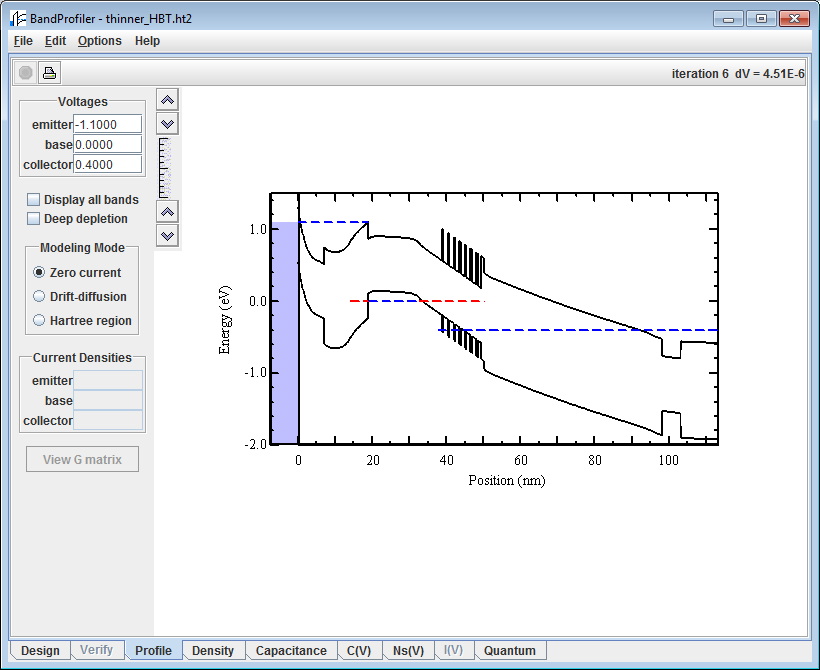 BandProfiler - thinner_HBT.ht2
File Edit Options Help
iteration 6 dV = 4.51E-6
Voltages
emitter -1.1000
base 0.0000
collector 0.4000
Display all bands
Deep depletion
Modeling Mode
Zero current
Drift-diffusion
Hartree region
Current Densities
emitter
base
collector
View G matrix
Energy (eV)
1.0
0.0
-1.0
-2.0
0 20 40 60 80 100
Position (nm)
Design Verify Profile Density Capacitance C(V) Ns(V) I(V) Quantum